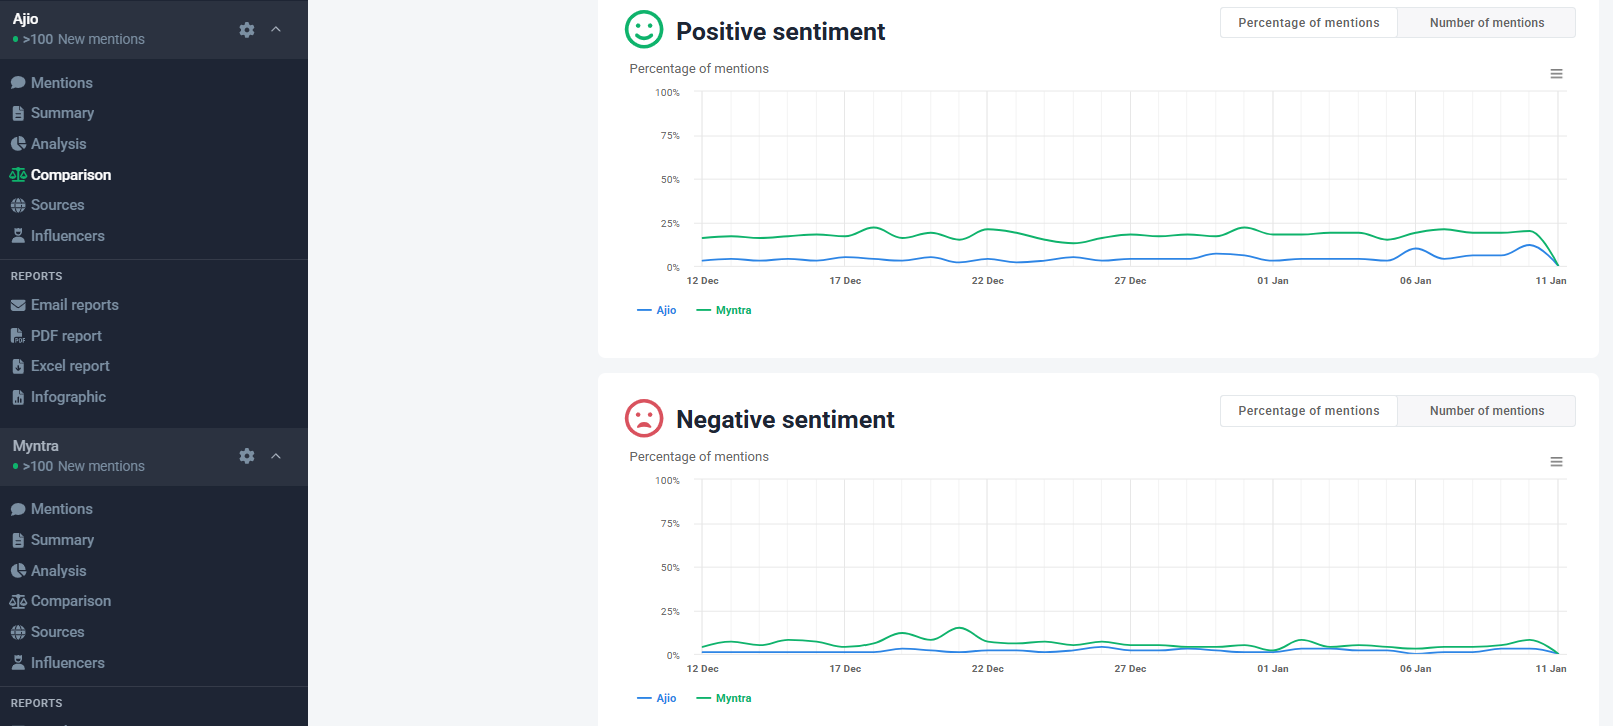 Ajio
>100 New mentions
Mentions
Summary
Analysis
Comparison
Sources
Influencers
REPORTS
Email reports
PDF report
Excel report
Infographic
Myntra
>100 New mentions
Mentions
Summary
Analysis
Comparison
Sources
Influencers
REPORTS
Positive sentiment
Percentage of mentions Number of mentions
Percentage of mentions
100%
75%
50%
25%
0%
12 Dec 17 Dec 22 Dec 27 Dec 01 Jan 06 Jan 11 Jan
Ajio Myntra
Negative sentiment
Percentage of mentions Number of mentions
Percentage of mentions
100%
75%
50%
25%
0%
12 Dec 17 Dec 22 Dec 27 Dec 01 Jan 06 Jan 11 Jan
Ajio Myntra